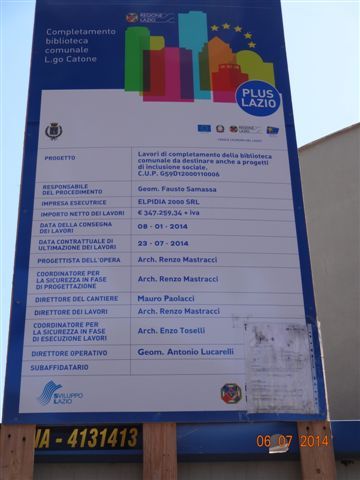 Completamento
biblioteca
comunale
L.go Catone
REGIONE
LAZIO
PLUS
LAZIO
REGIONE
LAZIO
PROGETTO
Lavori di completamento della biblioteca
comunale da destinare anche a progetti
di inclusione sociale.
C.U.P. G59D12000110006
RESPONSABILE
DEL PROCEDIMENTO
Geom. Fausto Samassa
IMPRESA ESECUTRICE
ELPIDIA 2000 SRL
IMPORTO NETTO DEI LAVORI
€ 347.259,34 + iva
DATA DELLA CONSEGNA
DEI LAVORI
08 - 01 - 2014
DATA CONTRATTUALE DI
ULTIMAZIONE DEI LAVORI
23 - 07 - 2014
PROGETTISTA DELL'OPERA
Arch. Renzo Mastracci
COORDINATORE PER
LA SICUREZZA IN FASE
DI PROGETTAZIONE
Arch. Renzo Mastracci
DIRETTORE DEL CANTIERE
Mauro Paolacci
DIRETTORE DEI LAVORI
Arch. Renzo Mastracci
COORDINATORE PER
LA SICUREZZA IN FASE
DI ESECUZIONE LAVORI
Arch. Enzo Toselli
DIRETTORE OPERATIVO
Geom. Antonio Lucarelli
SUBAFFIDATARIO
SVILUPPO
LAZIO
NA - 4131413
06.07.2014